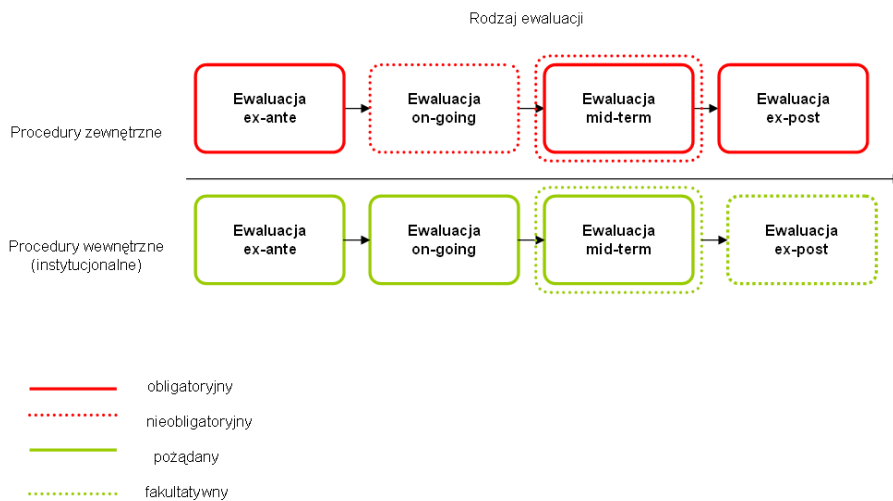 Rodzaj ewaluacji
Procedury zewnętrzne
Ewaluacja
ex-ante
Ewaluacja
on-going
Ewaluacja
mid-term
Ewaluacja
ex-post
Procedury wewnętrzne
(instytucjonalne)
Ewaluacja
ex-ante
Ewaluacja
on-going
Ewaluacja
mid-term
Ewaluacja
ex-post
obligatoryjny
nieobligatoryjny
pożądany
fakultatywny